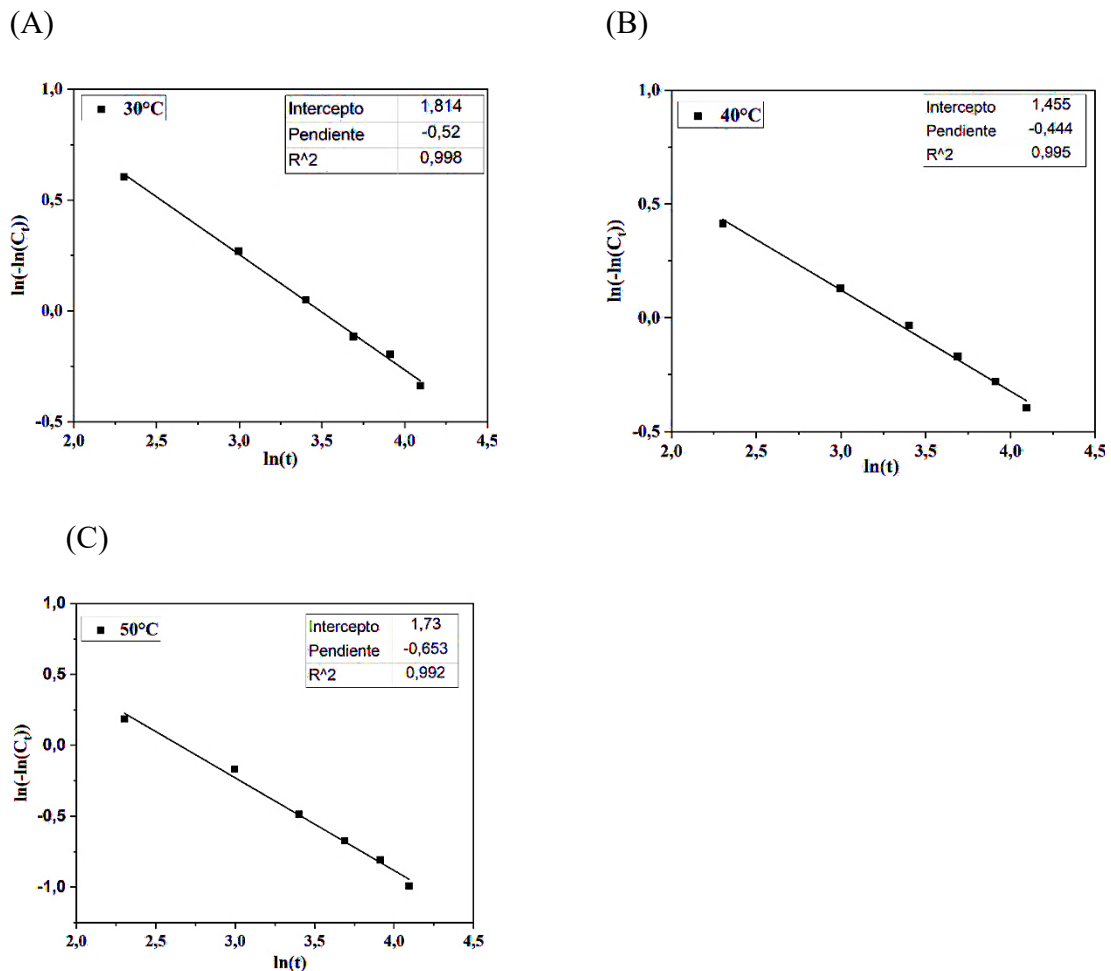 (A)
1,0
30°C
Intercepto 1,814
Pendiente -0,52
R^2 0,998
0,5
0,0
-0,5
ln(-ln(Cₜ))
2,0 2,5 3,0 3,5 4,0 4,5
ln(t)
(B)
1,0
40°C
Intercepto 1,455
Pendiente -0,444
R^2 0,995
0,5
0,0
-0,5
ln(-ln(Cₜ))
2,0 2,5 3,0 3,5 4,0 4,5
ln(t)
(C)
1,0
50°C
Intercepto 1,73
Pendiente -0,653
R^2 0,992
0,5
0,0
-0,5
-1,0
ln(-ln(Cₜ))
2,0 2,5 3,0 3,5 4,0 4,5
ln(t)